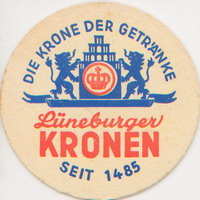 DIE KRONE DER GETRÄNKE
Lüneburger
KRONEN
SEIT 1485